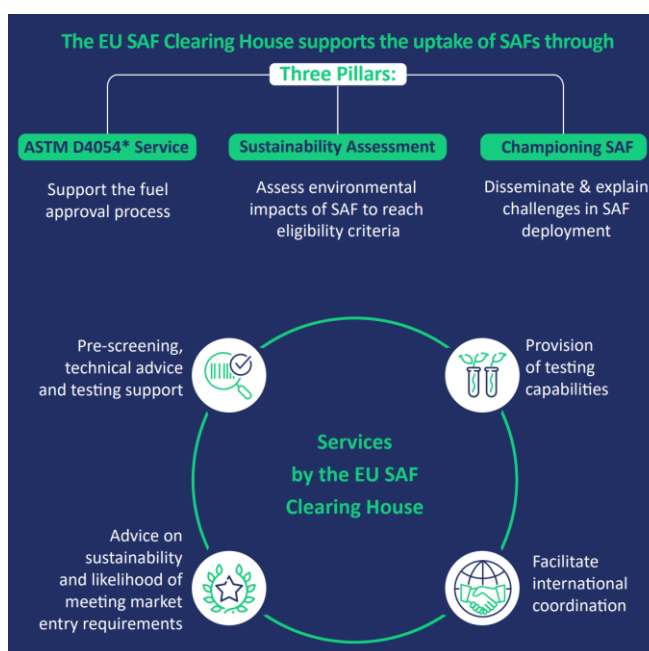 The EU SAF Clearing House supports the uptake of SAFs through
Three Pillars:
ASTM D4054* Service
Support the fuel
approval process
Sustainability Assessment
Assess environmental
impacts of SAF to reach
eligibility criteria
Championing SAF
Disseminate & explain
challenges in SAF
deployment
Pre-screening,
technical advice
and testing support
Provision
of testing
capabilities
Services
by the EU SAF
Clearing House
Advice on
sustainability
and likelihood of
meeting market
entry requirements
Facilitate
international
coordination